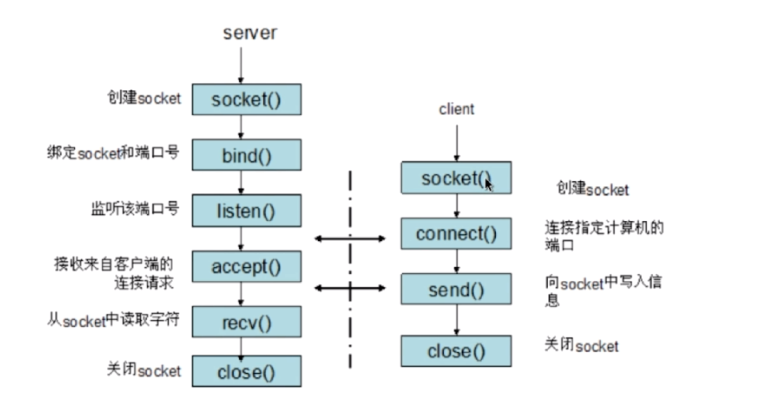 server
创建socket
socket()
绑定socket和端口号
bind()
监听该端口号
listen()
接收来自客户端的
连接请求
accept()
从socket中读取字符
recv()
关闭socket
close()
client
socket()
创建socket
connect()
连接指定计算机的
端口
send()
向socket中写入信
息
close()
关闭socket